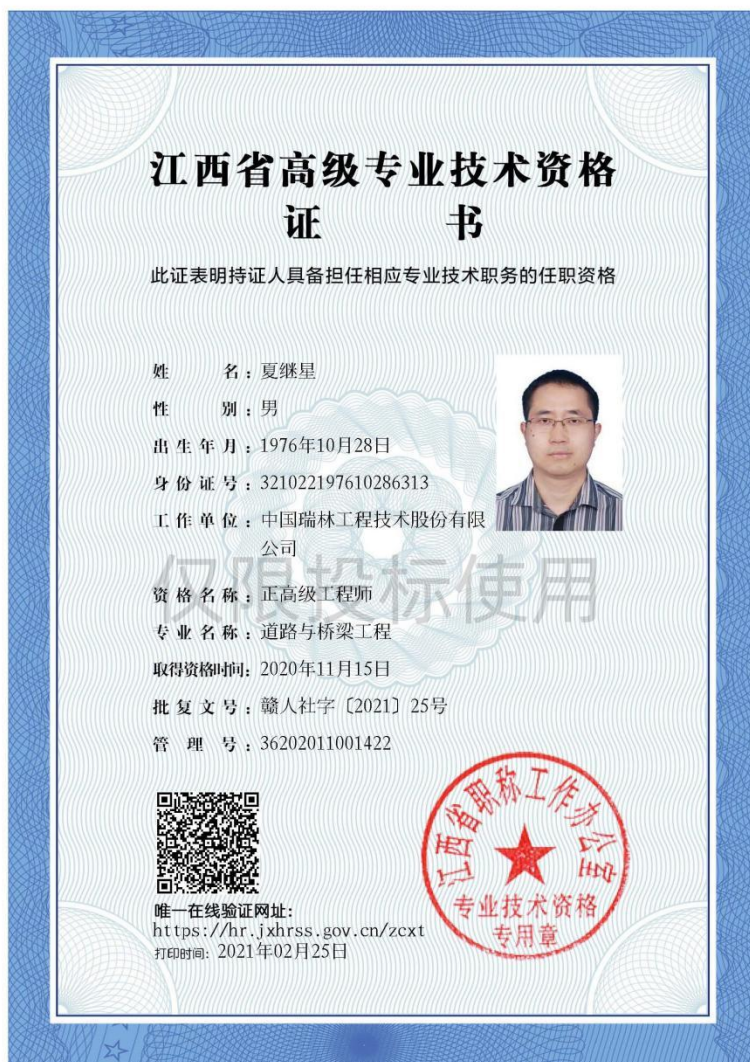 江西省高级专业技术资格
证 书
此证表明持证人具备担任相应专业技术职务的任职资格
姓 名：夏继星
性 别：男
出生年月：1976年10月28日
身份证号：321022197610286313
工作单位：中国瑞林工程技术股份有限
公司
仅限投标使用
资格名称：正高级工程师
专业名称：道路与桥梁工程
取得资格时间：2020年11月15日
批复文号：赣人社字〔2021〕25号
管 理 号：36202011001422
江西省职称工作办公室
专业技术资格
专用章
唯一在线验证网址：
https://hr.jxhrss.gov.cn/zcxt
打印时间：2021年02月25日